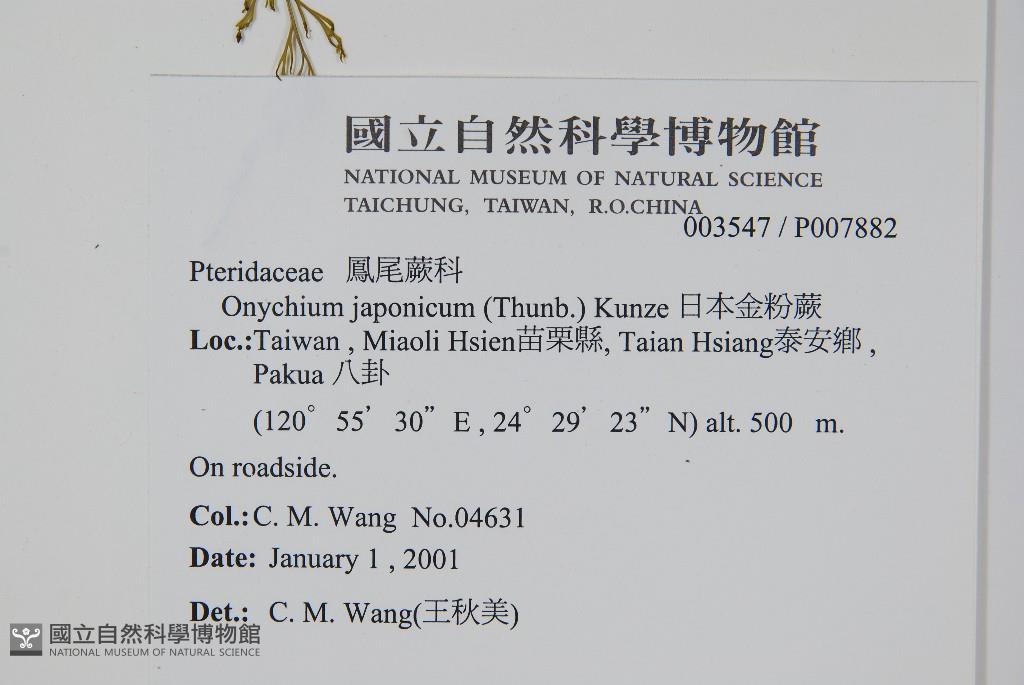 國立自然科學博物館
NATIONAL MUSEUM OF NATURAL SCIENCE
TAICHUNG, TAIWAN, R.O.CHINA
003547 / P007882
Pteridaceae 鳳尾蕨科
Onychium japonicum (Thunb.) Kunze 日本金粉蕨
Loc.:Taiwan , Miaoli Hsien苗栗縣, Taian Hsiang泰安鄉 ,
Pakua 八卦
(120° 55’ 30” E , 24° 29’ 23” N) alt. 500 m.
On roadside.
Col.: C. M. Wang No.04631
Date: January 1 , 2001
Det.: C. M. Wang(王秋美)
國立自然科學博物館
NATIONAL MUSEUM OF NATURAL SCIENCE